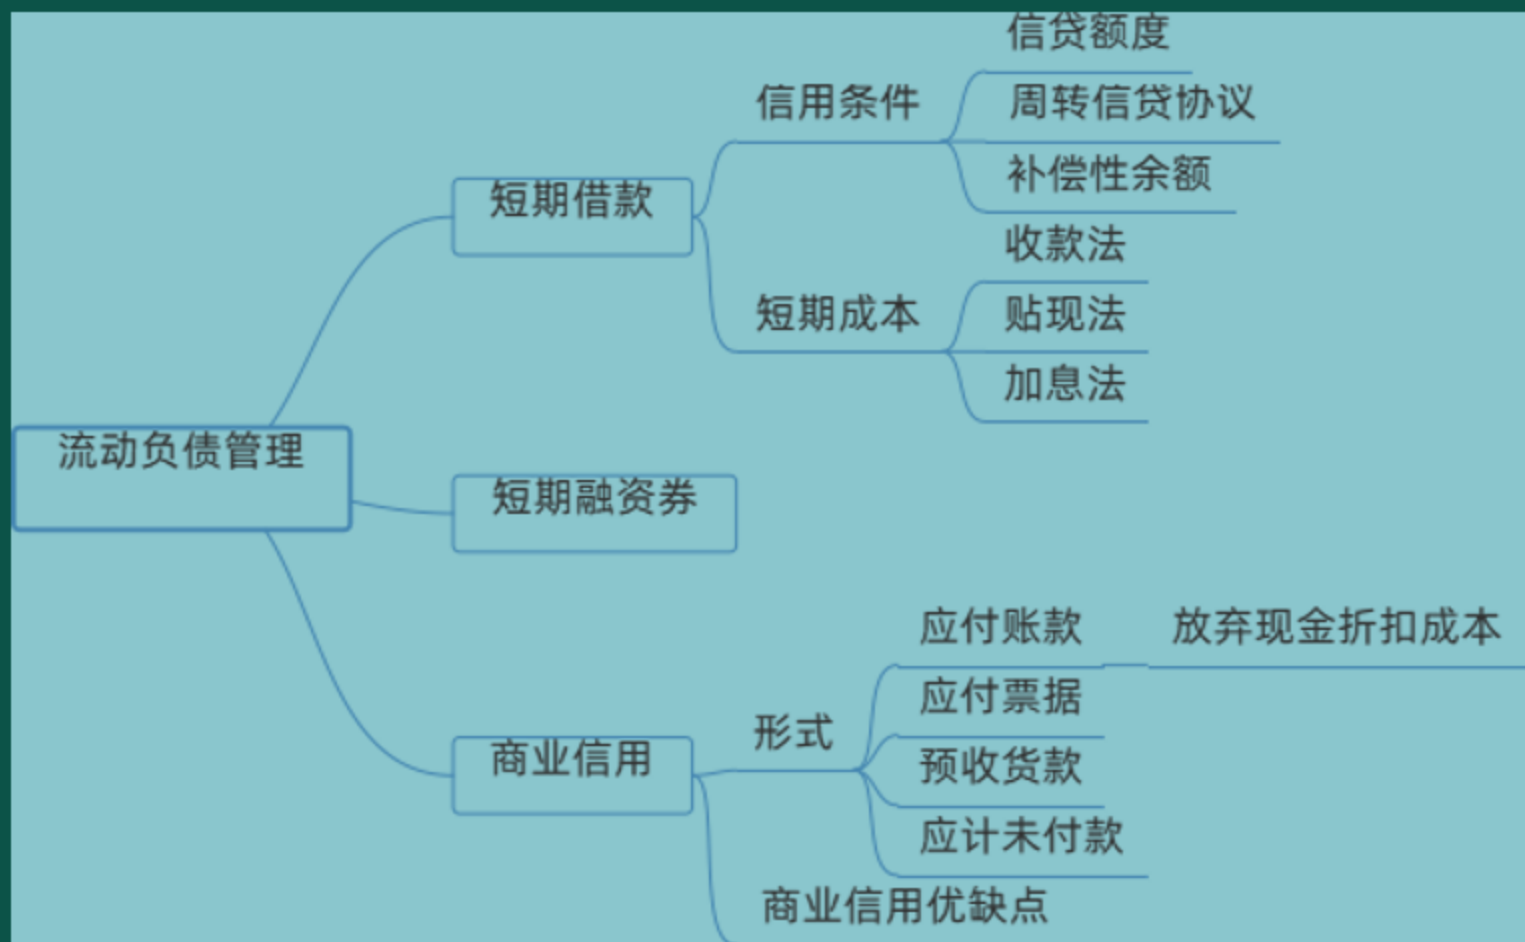 信贷额度
信用条件
周转信贷协议
补偿性余额
短期借款
收款法
短期成本
贴现法
加息法
流动负债管理
短期融资券
应付账款
放弃现金折扣成本
应付票据
形式
预收货款
商业信用
应计未付款
商业信用优缺点